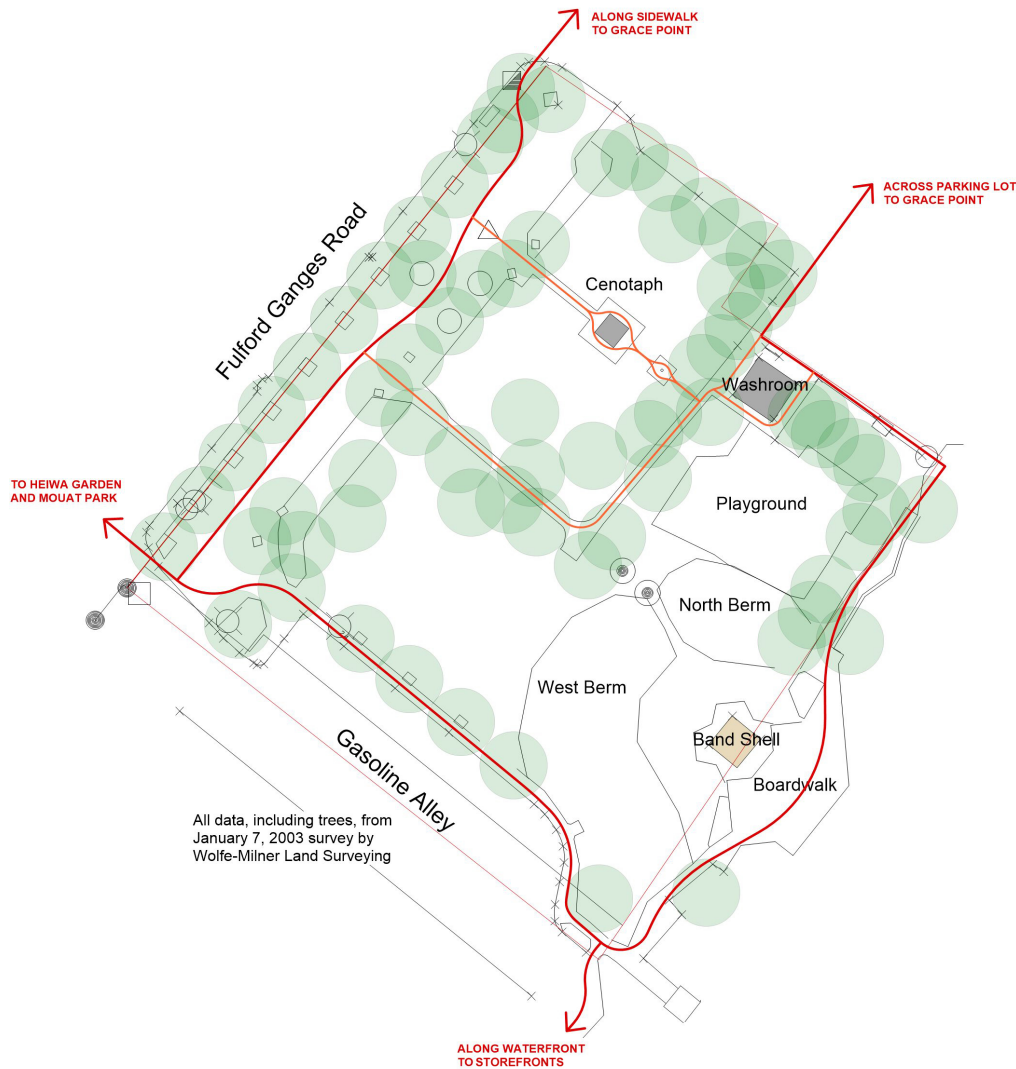 ALONG SIDEWALK
TO GRACE POINT
ACROSS PARKING LOT
TO GRACE POINT
Fulford Ganges Road
Cenotaph
Washroom
TO HEIWA GARDEN
AND MOUAT PARK
Playground
North Berm
West Berm
Band Shell
Boardwalk
Gasoline Alley
All data, including trees, from
January 7, 2003 survey by
Wolfe-Milner Land Surveying
ALONG WATERFRONT
TO STOREFRONTS